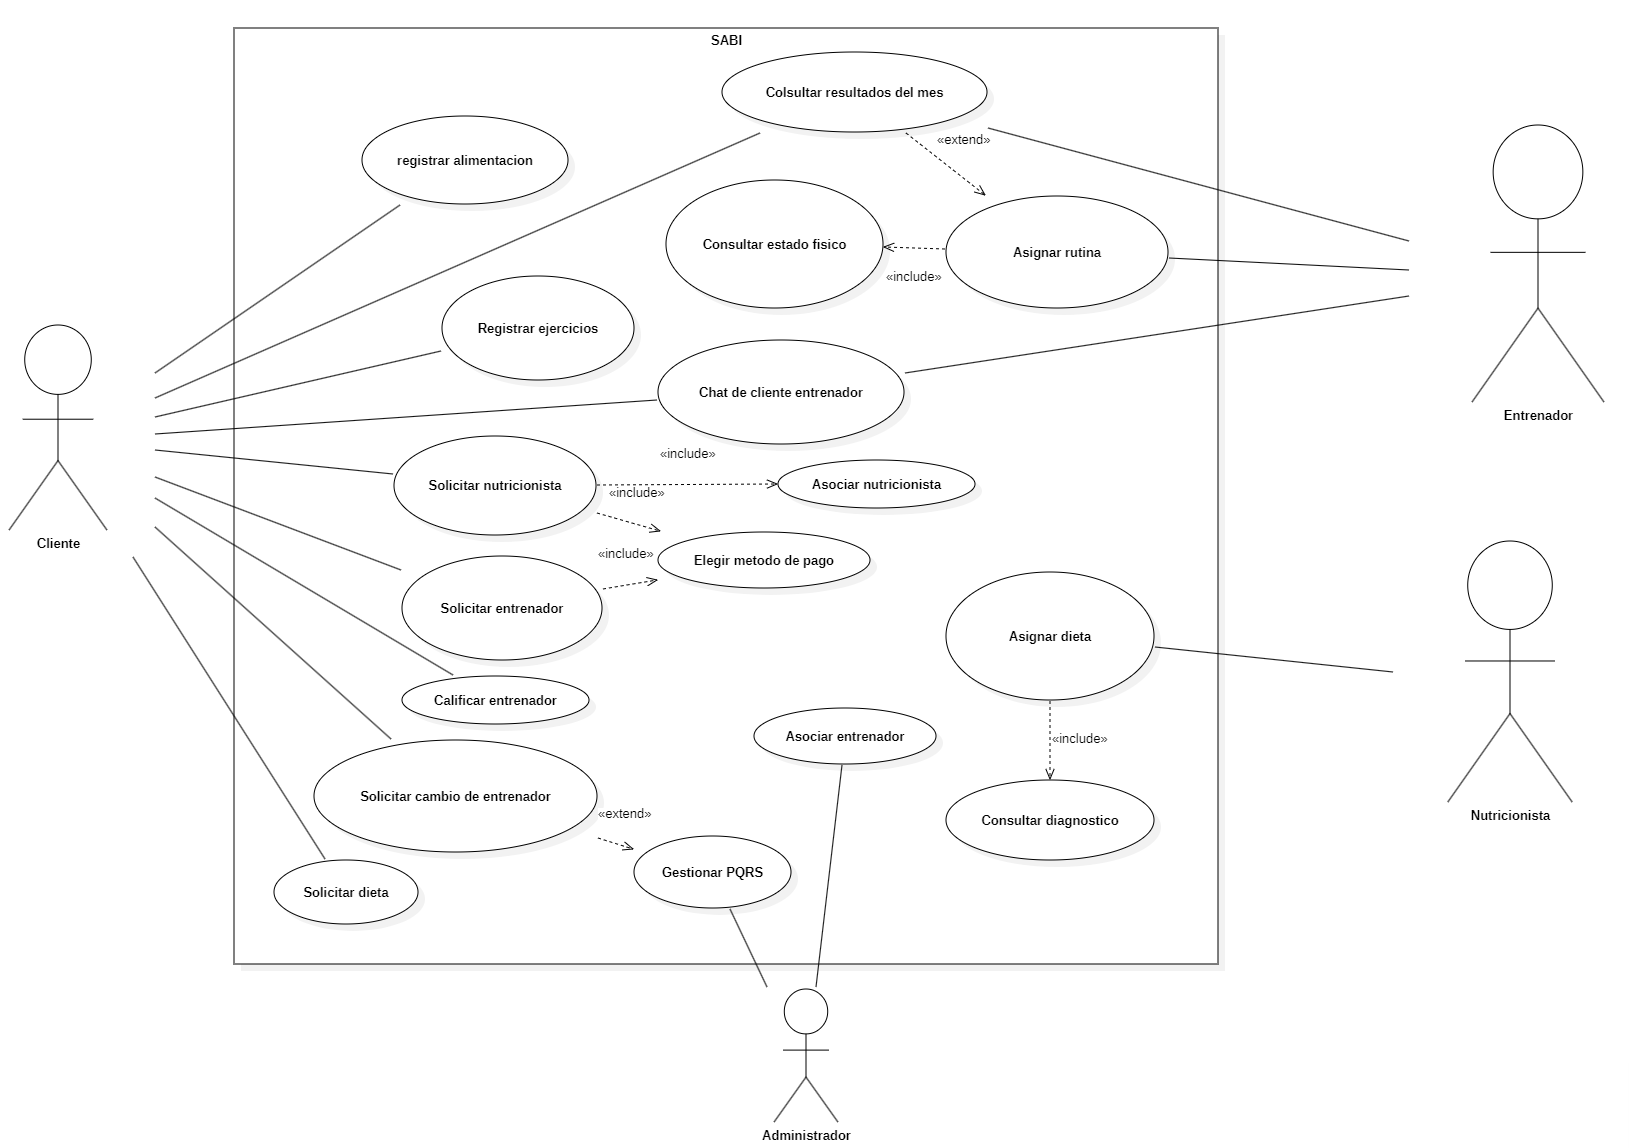 SABI
Colsultar resultados del mes
«extend»
registrar alimentacion
Consultar estado fisico
Asignar rutina
«include»
Registrar ejercicios
Chat de cliente entrenador
Entrenador
«include»
Solicitar nutricionista
Asociar nutricionista
«include»
Cliente
«include»
Elegir metodo de pago
Solicitar entrenador
Asignar dieta
Calificar entrenador
Asociar entrenador
«include»
Solicitar cambio de entrenador
«extend»
Consultar diagnostico
Nutricionista
Gestionar PQRS
Solicitar dieta
Administrador